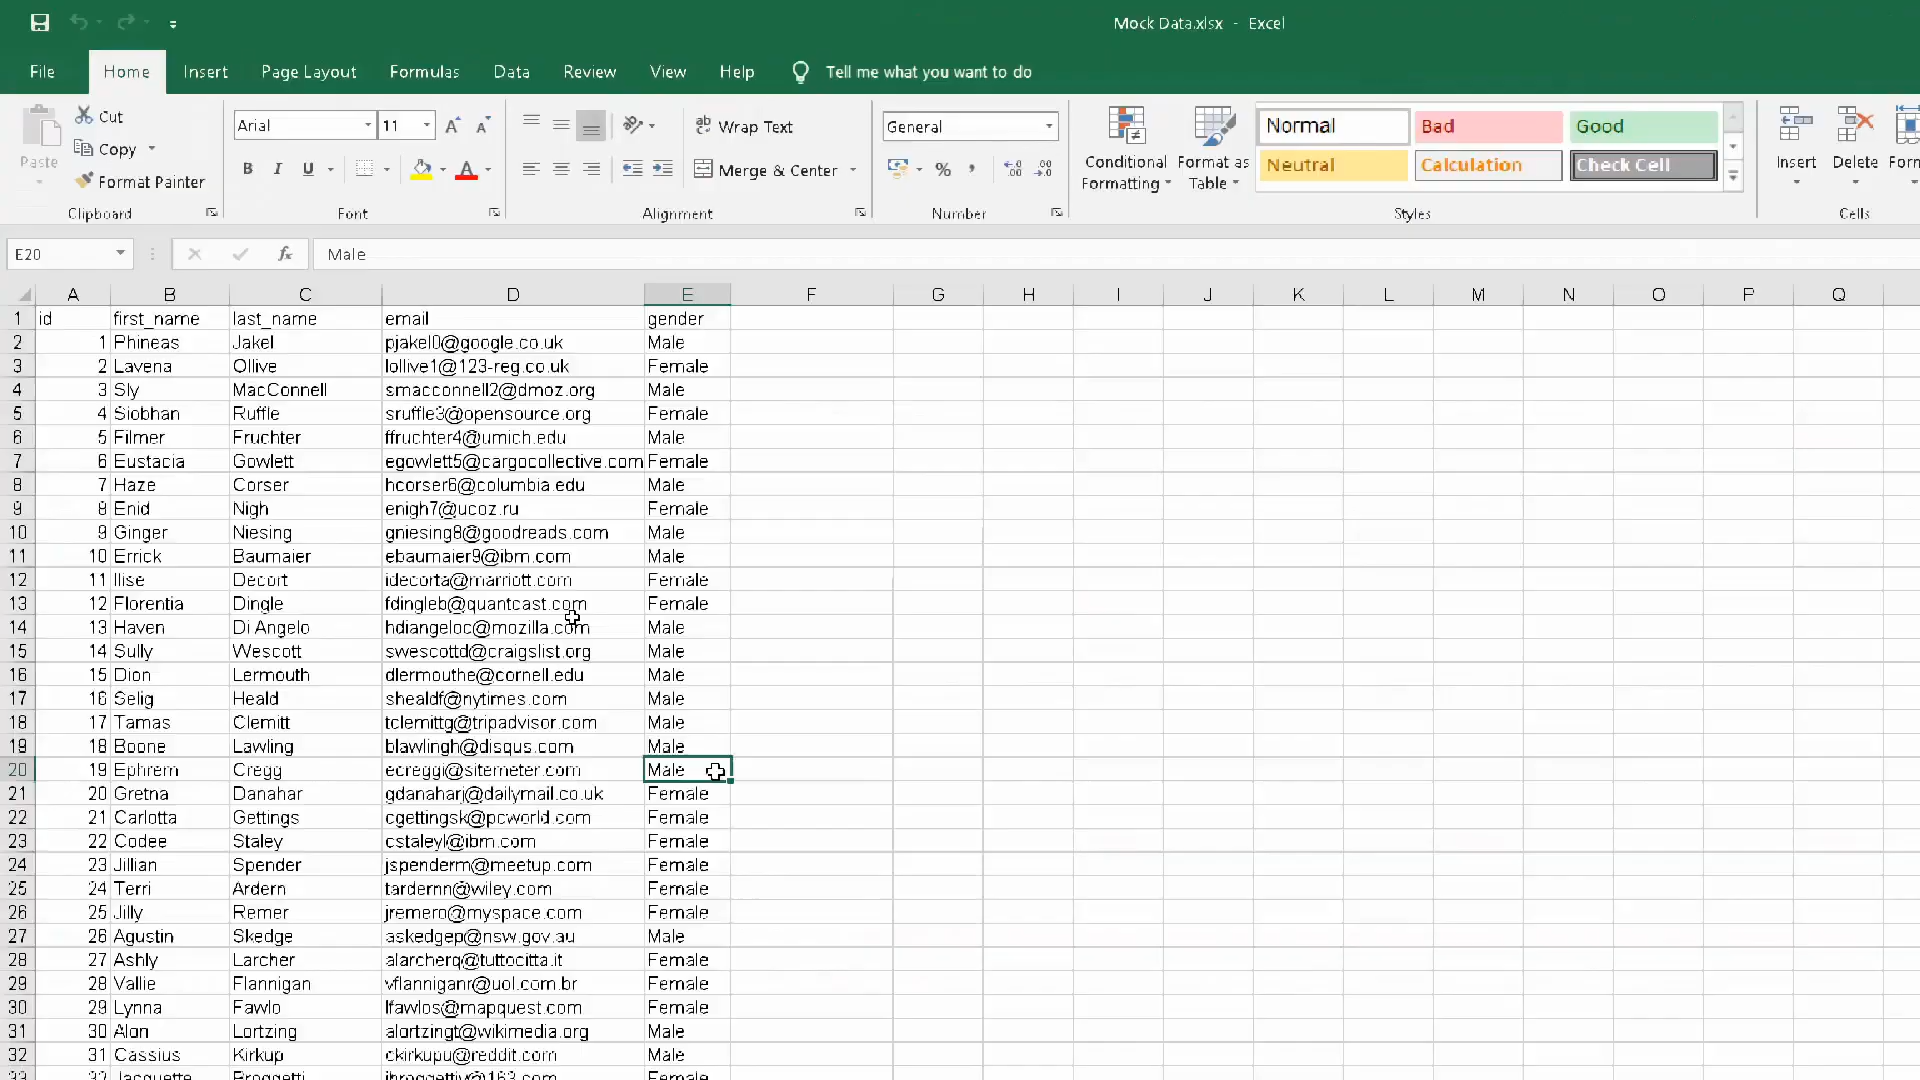 Mock Data.xlsx - Excel
File Home Insert Page Layout Formulas Data Review View Help Tell me what you want to do
Paste
Cut
Copy
Format Painter
Clipboard
Arial 11
B I U
Font
Wrap Text
Merge & Center
Alignment
General
% , .00
Number
Conditional Formatting
Format as Table
Normal Bad Good
Neutral Calculation Check Cell
Styles
Insert Delete
Cells
E20 fx Male
A B C D E F G H I J K L M N O P Q
1 id first_name last_name email gender
2 1 Phineas Jakel pjakel0@google.co.uk Male
3 2 Lavena Ollive lollive1@123-reg.co.uk Female
4 3 Sly MacConnell smacconnell2@dmoz.org Male
5 4 Siobhan Ruffle sruffle3@opensource.org Female
6 5 Filmer Fruchter ffruchter4@umich.edu Male
7 6 Eustacia Gowlett egowlett5@cargocollective.com Female
8 7 Haze Corser hcorser6@columbia.edu Male
9 8 Enid Nigh enigh7@ucoz.ru Female
10 9 Ginger Niesing gniesing8@goodreads.com Male
11 10 Errick Baumaier ebaumaier9@ibm.com Male
12 11 Ilise Decort idecorta@marriott.com Female
13 12 Florentia Dingle fdingleb@quantcast.com Female
14 13 Haven Di Angelo hdiangeloc@mozilla.com Male
15 14 Sully Wescott swescottd@craigslist.org Male
16 15 Dion Lermouth dlermouthe@cornell.edu Male
17 16 Selig Heald shealdf@nytimes.com Male
18 17 Tamas Clemitt tclemittg@tripadvisor.com Male
19 18 Boone Lawling blawlingh@disqus.com Male
20 19 Ephrem Cregg ecreggi@sitemeter.com Male
21 20 Gretna Danahar gdanaharj@dailymail.co.uk Female
22 21 Carlotta Gettings cgettingsk@pcworld.com Female
23 22 Codee Staley cstaleyl@ibm.com Female
24 23 Jillian Spender jspenderm@meetup.com Female
25 24 Terri Ardern tardernn@wiley.com Female
26 25 Jilly Remer jremero@myspace.com Female
27 26 Agustin Skedge askedgep@nsw.gov.au Male
28 27 Ashly Larcher alarcherq@tuttocitta.it Female
29 28 Vallie Flannigan vflanniganr@uol.com.br Female
30 29 Lynna Fawlo lfawlos@mapquest.com Female
31 30 Alon Lortzing alortzingt@wikimedia.org Male
32 31 Cassius Kirkup ckirkupu@reddit.com Male
33 32 Jacquette Female